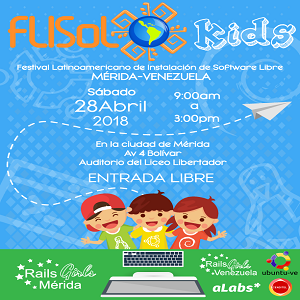 FLISoL Kids
Festival Latinoamericano de Instalación de Software Libre
MÉRIDA-VENEZUELA
Sábado
28Abril
2018
9:00am
a
3:00pm
En la ciudad de Mérida
Av 4 Bolívar
Auditorio del Liceo Libertador
ENTRADA LIBRE
Rails Girls
Mérida
Rails Girls
Venezuela
aLabs
ubuntu-ve